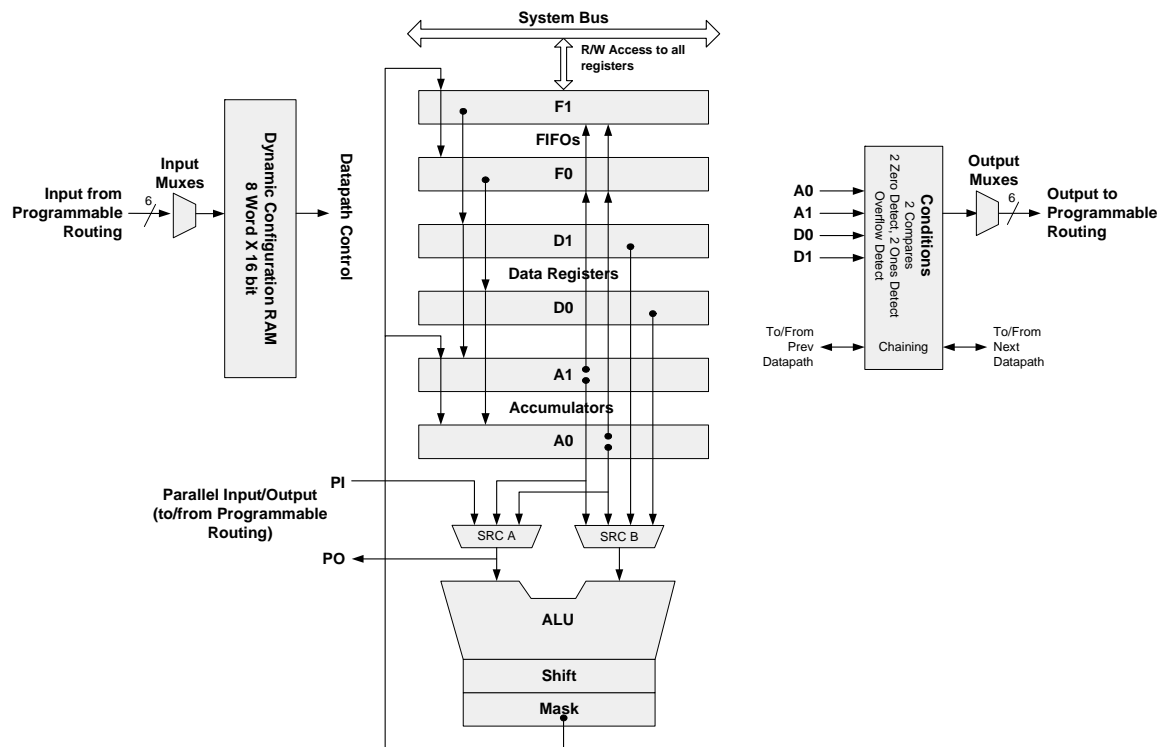 System Bus
R/W Access to all
registers
F1
FIFOs
F0
D1
Data Registers
D0
A1
Accumulators
A0
Input from
Programmable
Routing
6
Input
Muxes
Dynamic Configuration RAM
8 Word X 16 bit
Datapath Control
A0
A1
D0
D1
Conditions
2 Compares
2 Zero Detect, 2 Ones Detect
Overflow Detect
Chaining
To/From
Prev
Datapath
To/From
Next
Datapath
Output
Muxes
6
Output to
Programmable
Routing
PI
Parallel Input/Output
(to/from Programmable
Routing)
PO
SRC A
SRC B
ALU
Shift
Mask